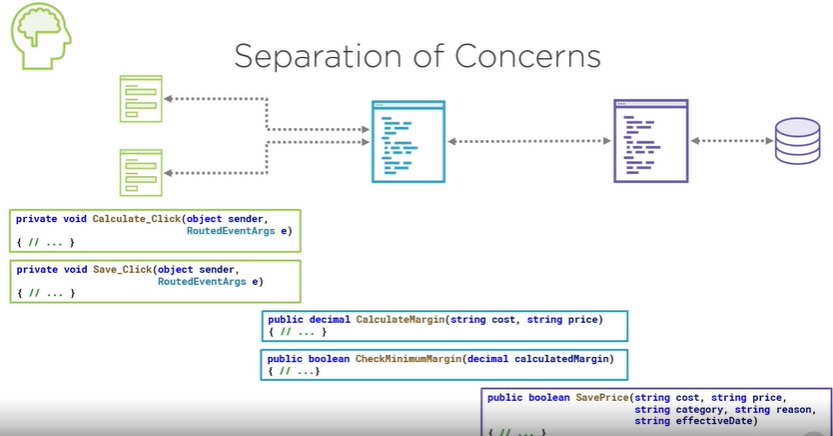 Separation of Concerns
private void Calculate_Click(object sender,
RoutedEventArgs e)
{ // ... }
private void Save_Click(object sender,
RoutedEventArgs e)
{ // ... }
public decimal CalculateMargin(string cost, string price)
{ // ... }
public boolean CheckMinimumMargin(decimal calculatedMargin)
{ // ...}
public boolean SavePrice(string cost, string price,
string category, string reason,
string effectiveDate)
{ // ... }